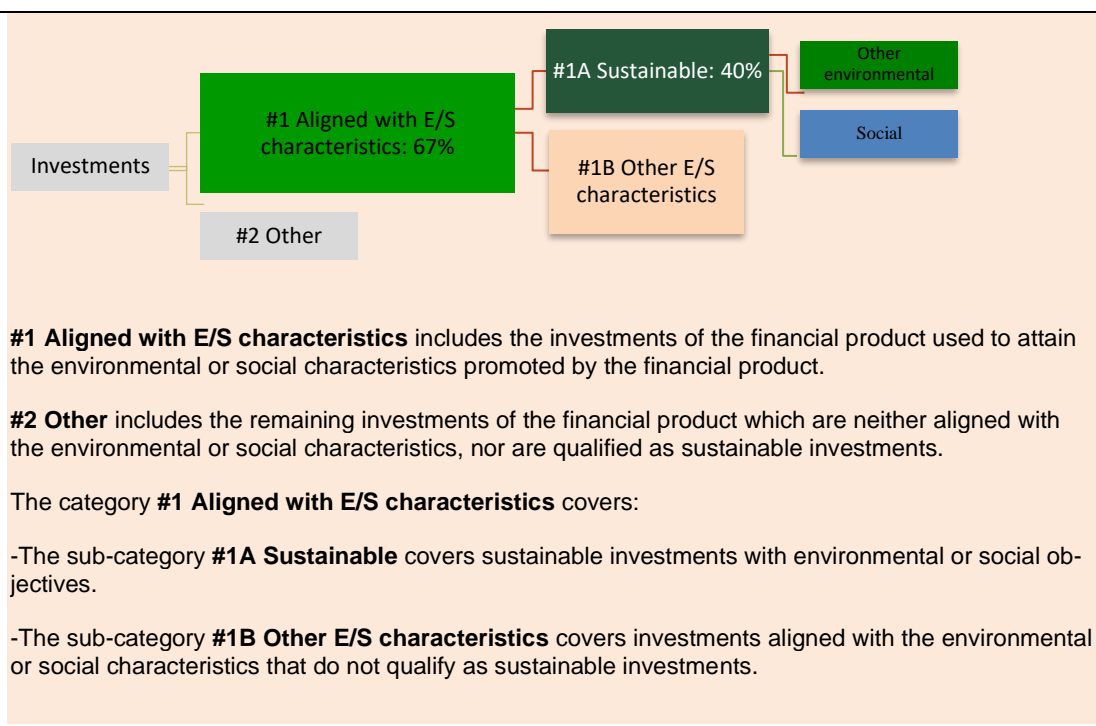 Investments
#1 Aligned with E/S
characteristics: 67%
#2 Other
#1A Sustainable: 40%
#1B Other E/S
characteristics
Other
environmental
Social
#1 Aligned with E/S characteristics includes the investments of the financial product used to attain
the environmental or social characteristics promoted by the financial product.
#2 Other includes the remaining investments of the financial product which are neither aligned with
the environmental or social characteristics, nor are qualified as sustainable investments.
The category #1 Aligned with E/S characteristics covers:
-The sub-category #1A Sustainable covers sustainable investments with environmental or social ob-
jectives.
-The sub-category #1B Other E/S characteristics covers investments aligned with the environmental
or social characteristics that do not qualify as sustainable investments.